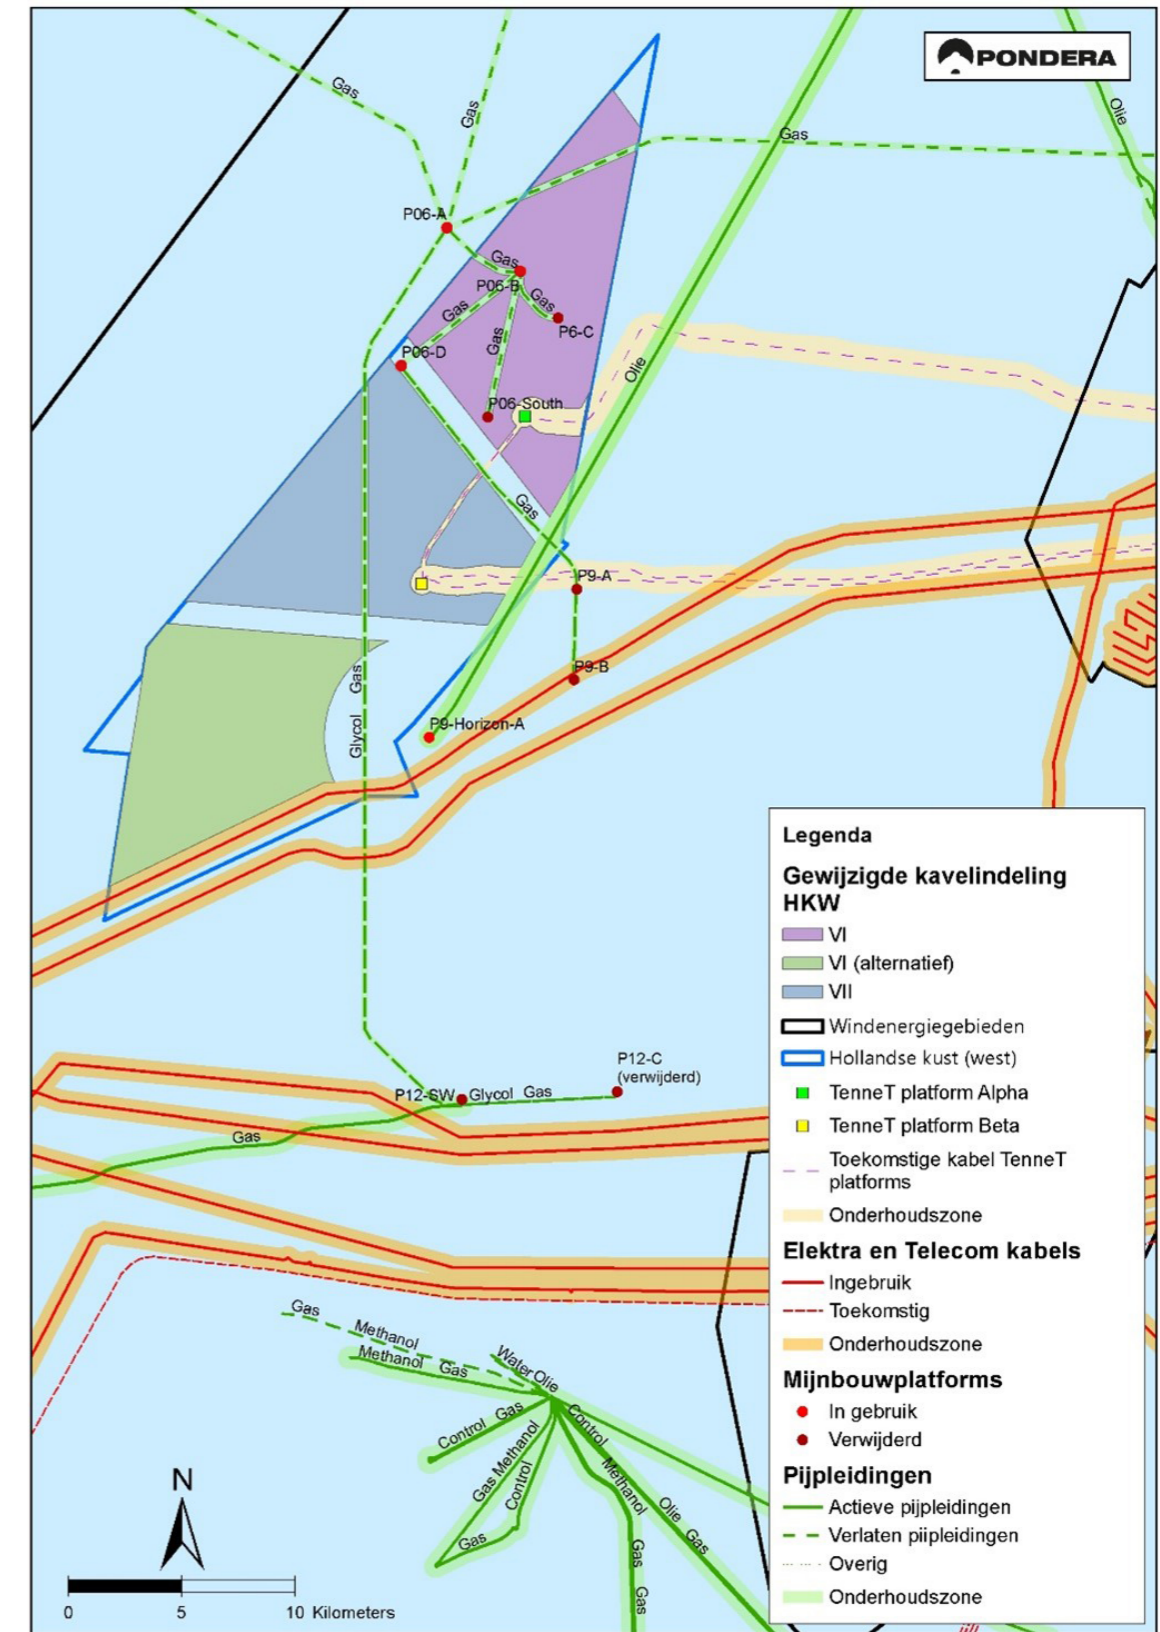 PONDERA
Gas
Gas
Olie
Gas
P06-A
Gas
P06-B
Gas
Gas
P6-C
Gas
P06-D
Olie
P06-South
Gas
P9-A
P9-B
Gas
Glycol
P9-Horizon-A
P12-C
(verwijderd)
P12-SW
Glycol Gas
Gas
Gas
Methanol
Methanol Gas
Water Olie
Control Gas
Gas Methanol
Control
Gas
Control
Methanol
Olie Gas
Gas
Gas
N
0 5 10 Kilometers
Legenda
Gewijzigde kavelindeling
HKW
VI
VI (alternatief)
VII
Windenergiegebieden
Hollandse kust (west)
TenneT platform Alpha
TenneT platform Beta
Toekomstige kabel TenneT
platforms
Onderhoudszone
Elektra en Telecom kabels
Ingebruik
Toekomstig
Onderhoudszone
Mijnbouwplatforms
In gebruik
Verwijderd
Pijpleidingen
Actieve pijpleidingen
Verlaten pijpleidingen
Overig
Onderhoudszone